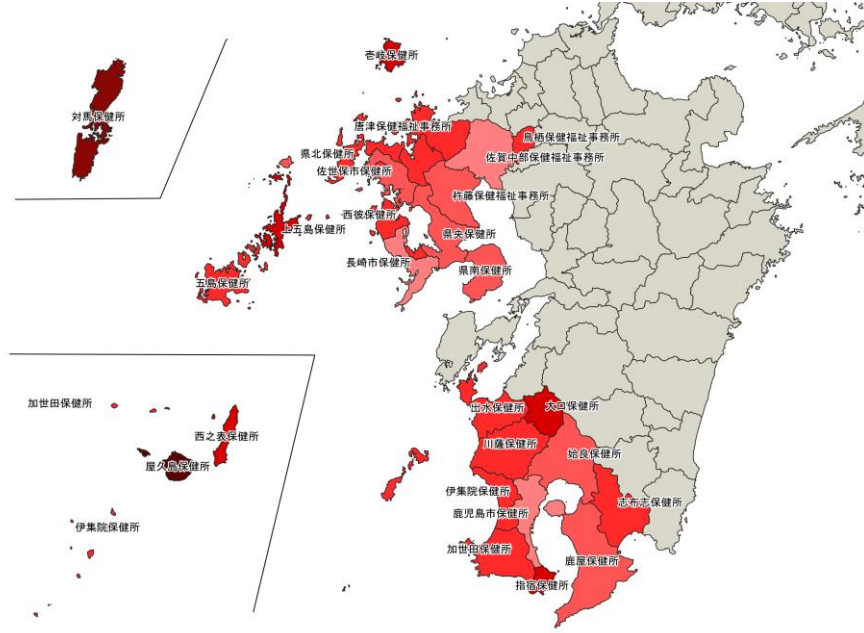 壱岐保健所
対馬保健所
唐津保健福祉事務所
鳥栖保健福祉事務所
県北保健所
佐賀中部保健福祉事務所
佐世保市保健所
杵藤保健福祉事務所
西彼保健所
上五島保健所
県央保健所
長崎市保健所
県南保健所
五島保健所
加世田保健所
出水保健所
大口保健所
西之表保健所
川薩保健所
姶良保健所
屋久島保健所
伊集院保健所
志布志保健所
鹿児島市保健所
伊集院保健所
加世田保健所
鹿屋保健所
指宿保健所